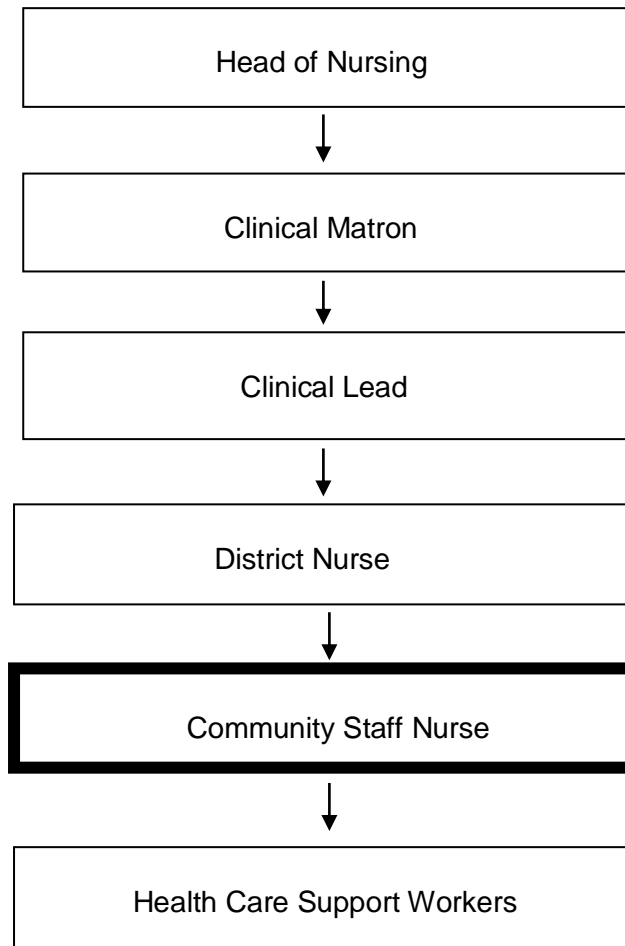 Head of Nursing
Clinical Matron
Clinical Lead
District Nurse
Community Staff Nurse
Health Care Support Workers